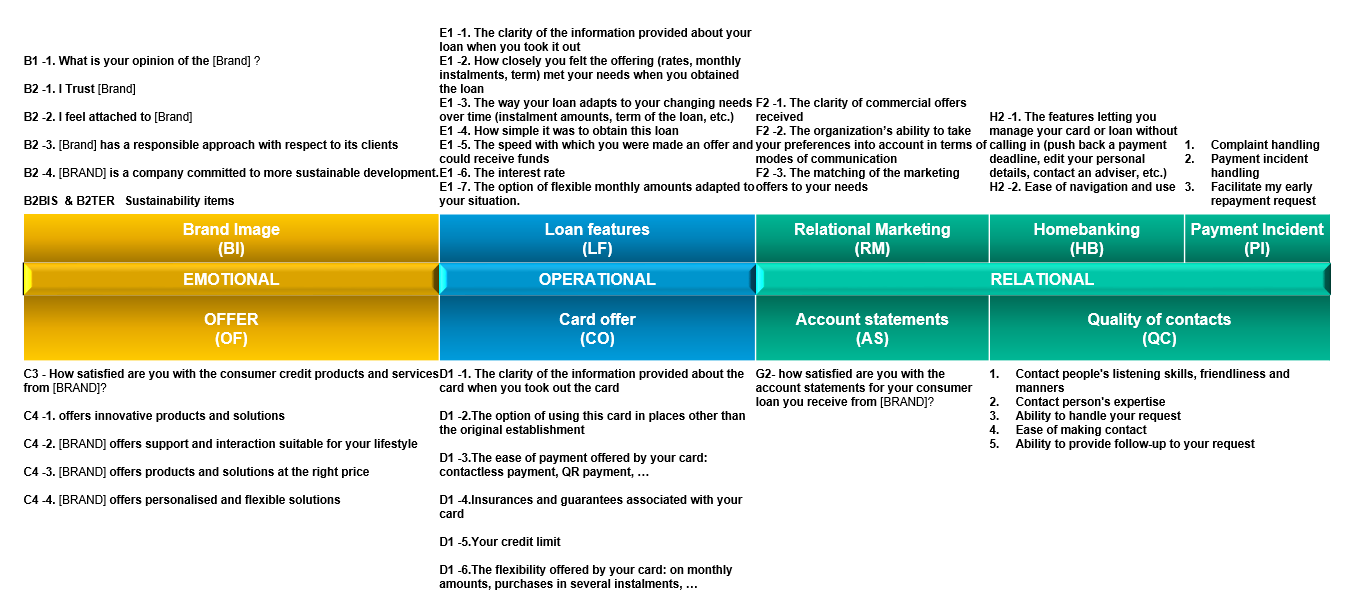 B1 -1. What is your opinion of the [Brand] ?
B2 -1. I Trust [Brand]
B2 -2. I feel attached to [Brand]
B2 -3. [Brand] has a responsible approach with respect to its clients
B2 -4. [BRAND] is a company committed to more sustainable development.
B2BIS & B2TER Sustainability items
E1 -1. The clarity of the information provided about your
loan when you took it out
E1 -2. How closely you felt the offering (rates, monthly
instalments, term) met your needs when you obtained
the loan
E1 -3. The way your loan adapts to your changing needs
over time (instalment amounts, term of the loan, etc.)
E1 -4. How simple it was to obtain this loan
E1 -5. The speed with which you were made an offer and
could receive funds
E1 -6. The interest rate
E1 -7. The option of flexible monthly amounts adapted to
your situation.
F2 -1. The clarity of commercial offers
received
F2 -2. The organization’s ability to take
your preferences into account in terms of
modes of communication
F2 -3. The matching of the marketing
offers to your needs
H2 -1. The features letting you
manage your card or loan without
calling in (push back a payment
deadline, edit your personal
details, contact an adviser, etc.)
H2 -2. Ease of navigation and use
1. Complaint handling
2. Payment incident
handling
3. Facilitate my early
repayment request
Brand Image
(BI)
Loan features
(LF)
Relational Marketing
(RM)
Homebanking
(HB)
Payment Incident
(PI)
EMOTIONAL
OPERATIONAL
RELATIONAL
OFFER
(OF)
Card offer
(CO)
Account statements
(AS)
Quality of contacts
(QC)
C3 - How satisfied are you with the consumer credit products and services
from [BRAND]?
C4 -1. offers innovative products and solutions
C4 -2. [BRAND] offers support and interaction suitable for your lifestyle
C4 -3. [BRAND] offers products and solutions at the right price
C4 -4. [BRAND] offers personalised and flexible solutions
D1 -1. The clarity of the information provided about the
card when you took out the card
D1 -2.The option of using this card in places other than
the original establishment
D1 -3.The ease of payment offered by your card:
contactless payment, QR payment, …
D1 -4.Insurances and guarantees associated with your
card
D1 -5.Your credit limit
D1 -6.The flexibility offered by your card: on monthly
amounts, purchases in several instalments, …
G2- how satisfied are you with the
account statements for your consumer
loan you receive from [BRAND]?
1. Contact people's listening skills, friendliness and
manners
2. Contact person's expertise
3. Ability to handle your request
4. Ease of making contact
5. Ability to provide follow-up to your request